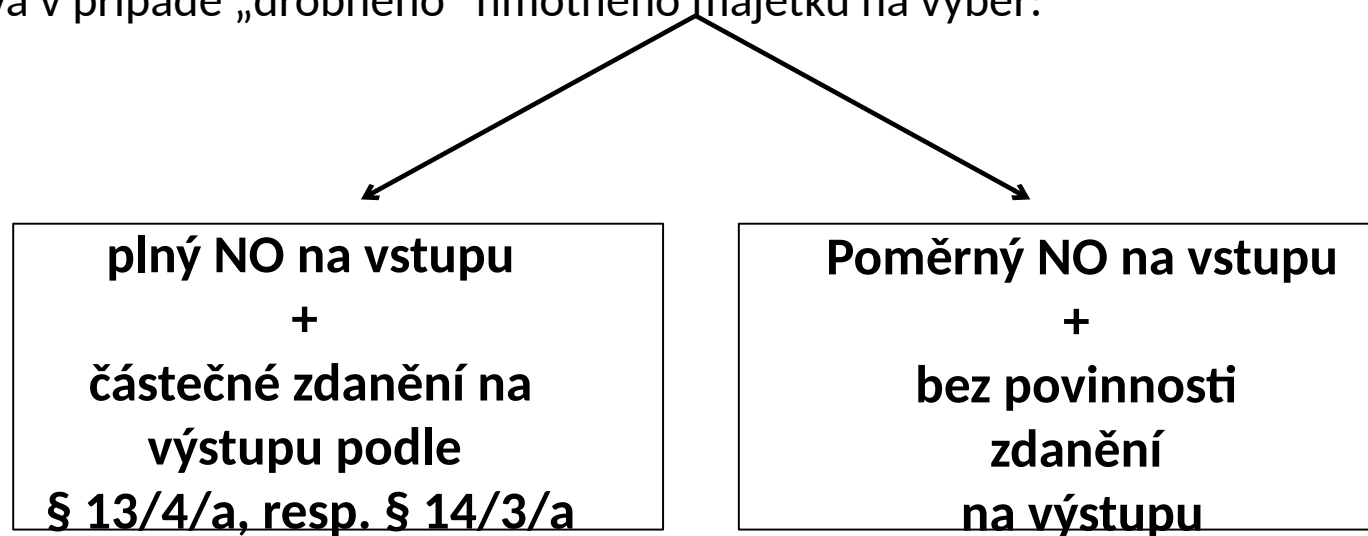 v případě „drobného“ hmotného majetku na výběr:
plný NO na vstupu
+
částečné zdanění na
výstupu podle
§ 13/4/a, resp. § 14/3/a
Poměrný NO na vstupu
+
bez povinnosti
zdanění
na výstupu